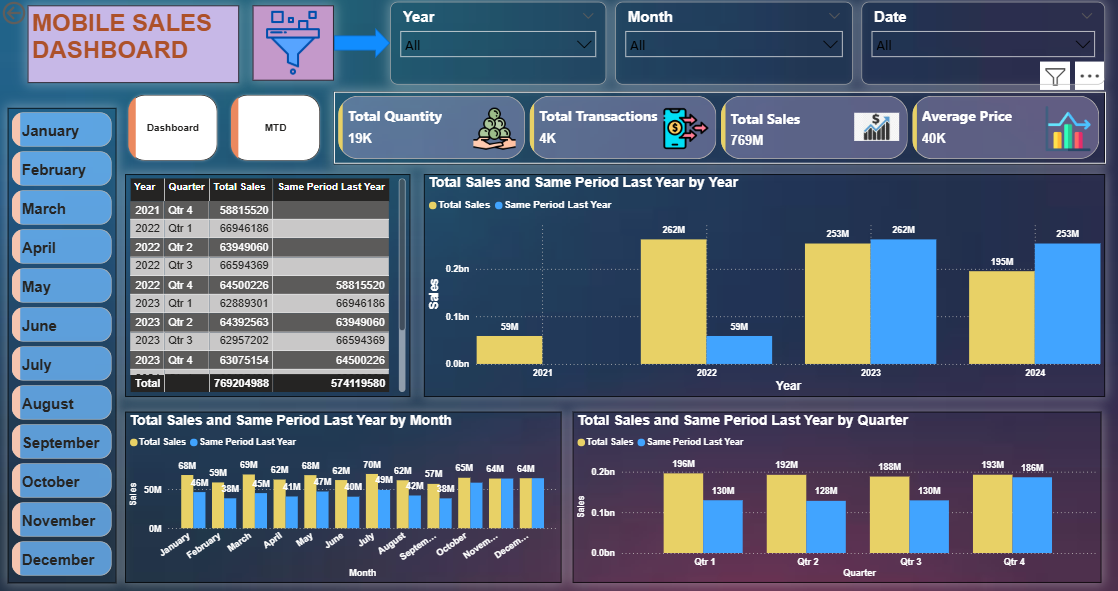 MOBILE SALES
DASHBOARD
Year
All
Month
All
Date
All
January
February
March
April
May
June
July
August
September
October
November
December
Dashboard
MTD
Total Quantity
19K
Total Transactions
4K
Total Sales
769M
Average Price
40K
Year Quarter Total Sales Same Period Last Year
2021 Qtr 4 58815520
2022 Qtr 1 66946186
2022 Qtr 2 63949060
2022 Qtr 3 66594369
2022 Qtr 4 64500226 58815520
2023 Qtr 1 62889301 66946186
2023 Qtr 2 64392563 63949060
2023 Qtr 3 62957202 66594369
2023 Qtr 4 63075154 64500226
Total 769204988 574119580
Total Sales and Same Period Last Year by Year
Total Sales Same Period Last Year
Sales
0.2bn
0.1bn
0.0bn
59M
262M
59M
253M
262M
195M
253M
2021 2022 2023 2024
Year
Total Sales and Same Period Last Year by Month
Total Sales Same Period Last Year
Sales
50M
0M
68M 46M 59M 38M 69M 45M 62M 41M 68M 47M 62M 40M 70M 49M 62M 42M 57M 38M 65M 64M 64M
January February March April May June July August Septem... October Novem... Decem...
Month
Total Sales and Same Period Last Year by Quarter
Total Sales Same Period Last Year
Sales
0.2bn
0.1bn
0.0bn
196M 130M 192M 128M 188M 130M 193M 186M
Qtr 1 Qtr 2 Qtr 3 Qtr 4
Quarter